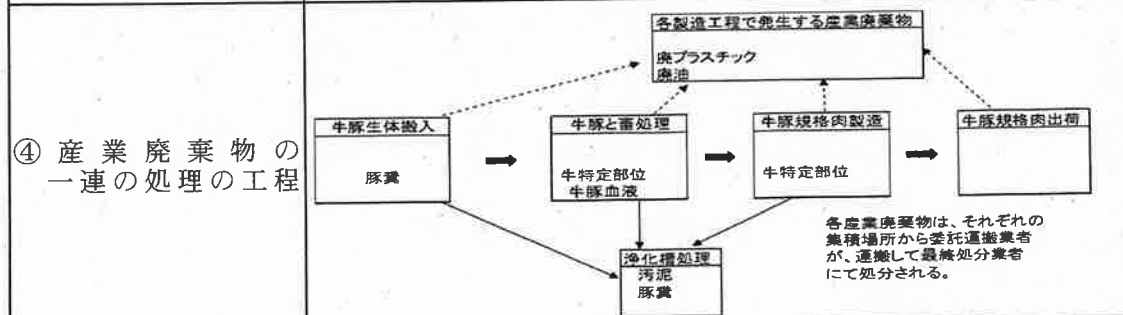 ④ 産業廃棄物の
一連の処理の工程
各製造工程で発生する産業廃棄物
廃プラスチック
廃油
牛豚生体搬入
豚糞
牛豚と畜処理
牛特定部位
牛豚血液
牛豚規格肉製造
牛特定部位
牛豚規格肉出荷
浄化槽処理
汚泥
豚糞
各産業廃棄物は、それぞれの
集積場所から委託運搬業者
が、運搬して最終処分業者
にて処分される。